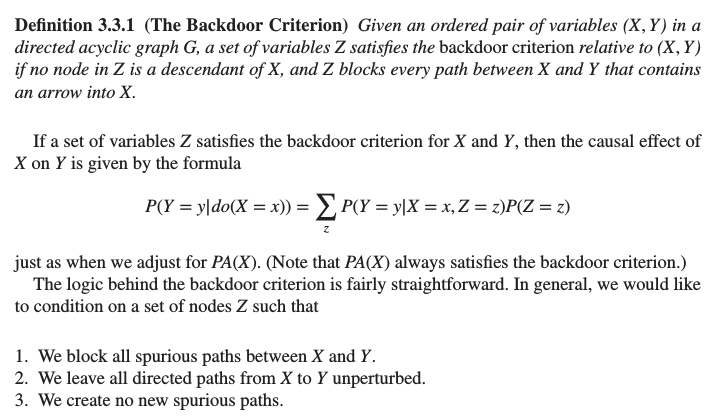 Definition 3.3.1 (The Backdoor Criterion) Given an ordered pair of variables (X, Y) in a
directed acyclic graph G, a set of variables Z satisfies the backdoor criterion relative to (X, Y)
if no node in Z is a descendant of X, and Z blocks every path between X and Y that contains
an arrow into X.
If a set of variables Z satisfies the backdoor criterion for X and Y, then the causal effect of
X on Y is given by the formula
P(Y = y|do(X = x)) = ∑ P(Y = y|X = x, Z = z)P(Z = z)
z
just as when we adjust for PA(X). (Note that PA(X) always satisfies the backdoor criterion.)
The logic behind the backdoor criterion is fairly straightforward. In general, we would like
to condition on a set of nodes Z such that
1. We block all spurious paths between X and Y.
2. We leave all directed paths from X to Y unperturbed.
3. We create no new spurious paths.